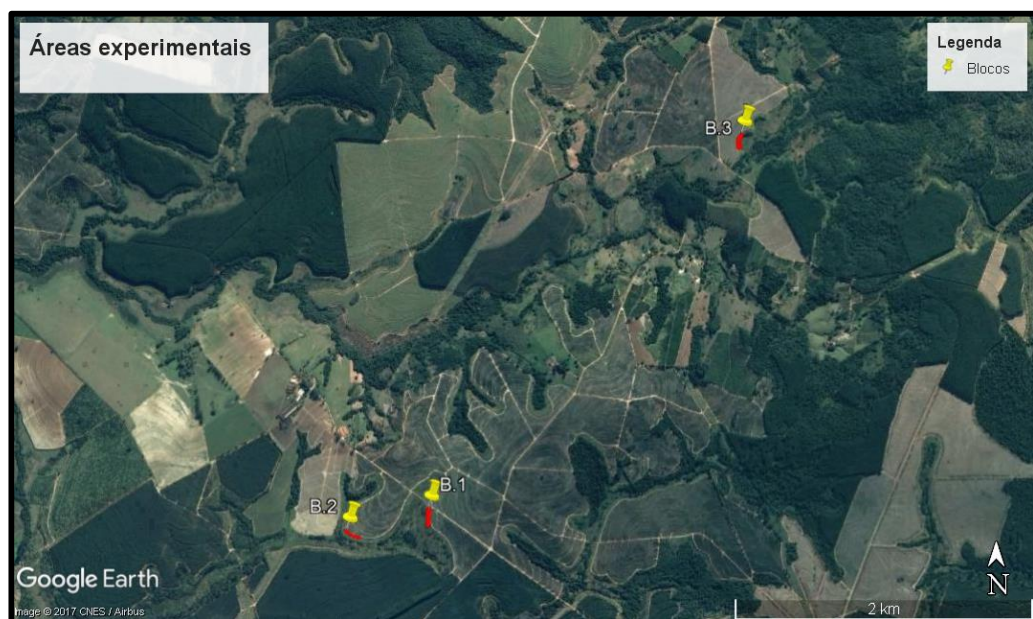 Áreas experimentais
Legenda
Blocos
B.3
B.1
B.2
Google Earth
Image © 2017 CNES / Airbus
N
2 km